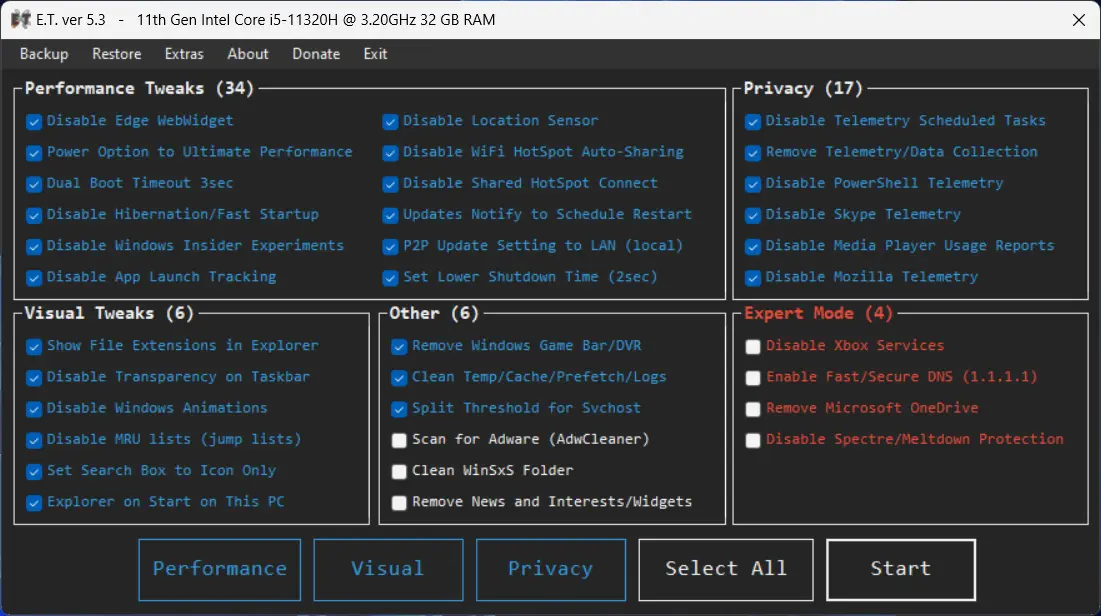 E.T. ver 5.3 - 11th Gen Intel Core i5-11320H @ 3.20GHz 32 GB RAM
Backup Restore Extras About Donate Exit
Performance Tweaks (34)
Disable Edge WebWidget
Power Option to Ultimate Performance
Dual Boot Timeout 3sec
Disable Hibernation/Fast Startup
Disable Windows Insider Experiments
Disable App Launch Tracking
Disable Location Sensor
Disable WiFi HotSpot Auto-Sharing
Disable Shared HotSpot Connect
Updates Notify to Schedule Restart
P2P Update Setting to LAN (local)
Set Lower Shutdown Time (2sec)
Privacy (17)
Disable Telemetry Scheduled Tasks
Remove Telemetry/Data Collection
Disable PowerShell Telemetry
Disable Skype Telemetry
Disable Media Player Usage Reports
Disable Mozilla Telemetry
Visual Tweaks (6)
Show File Extensions in Explorer
Disable Transparency on Taskbar
Disable Windows Animations
Disable MRU lists (jump lists)
Set Search Box to Icon Only
Explorer on Start on This PC
Other (6)
Remove Windows Game Bar/DVR
Clean Temp/Cache/Prefetch/Logs
Split Threshold for Svchost
Scan for Adware (AdwCleaner)
Clean WinSxS Folder
Remove News and Interests/Widgets
Expert Mode (4)
Disable Xbox Services
Enable Fast/Secure DNS (1.1.1.1)
Remove Microsoft OneDrive
Disable Spectre/Meltdown Protection
Performance Visual Privacy Select All Start